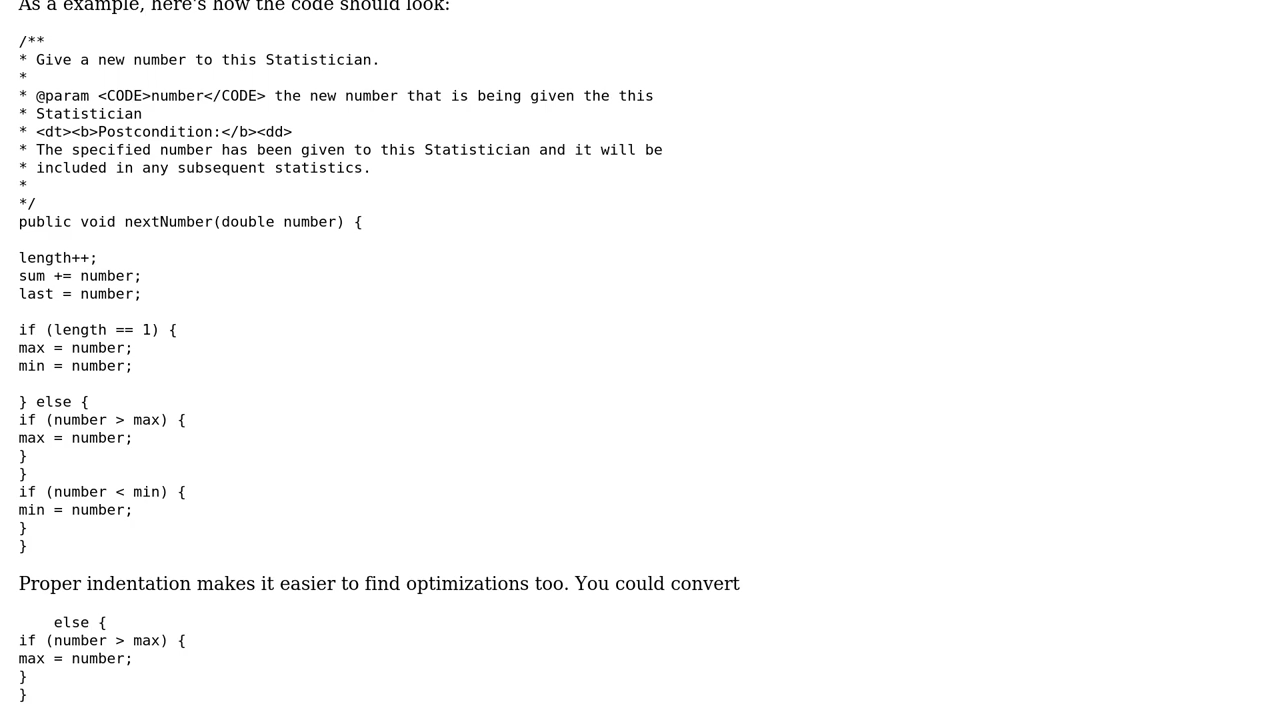 As a example, here's how the code should look:
/**
* Give a new number to this Statistician.
*
* @param <CODE>number</CODE> the new number that is being given the this
* Statistician
* <dt><b>Postcondition:</b><dd>
* The specified number has been given to this Statistician and it will be
* included in any subsequent statistics.
*
*/
public void nextNumber(double number) {
length++;
sum += number;
last = number;
if (length == 1) {
max = number;
min = number;
} else {
if (number > max) {
max = number;
}
}
if (number < min) {
min = number;
}
}
Proper indentation makes it easier to find optimizations too. You could convert
else {
if (number > max) {
max = number;
}
}